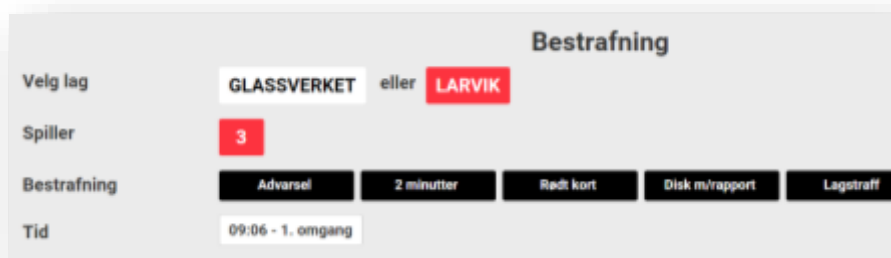 Bestrafning
Velg lag GLASSVERKET eller LARVIK
Spiller 3
Bestrafning Advarsel 2 minutter Rødt kort Disk m/rapport Lagstraff
Tid 09:06 - 1. omgang